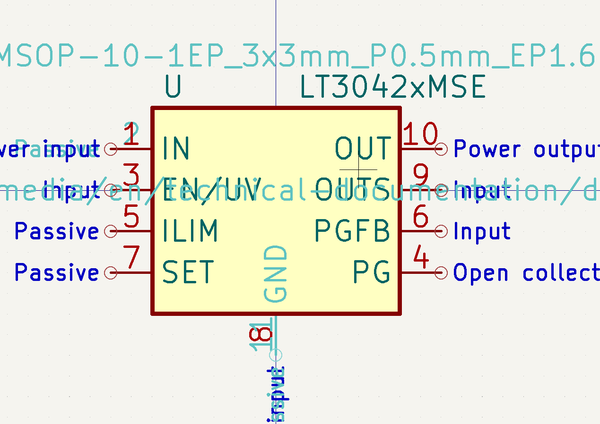 MSOP-10-1EP_3x3mm_P0.5mm_EP1.6
U LT3042xMSE
wer input 1 IN OUT 10 Power output
input 3 EN/UV OUTS 9 Input
media/en/technical-documentation/d
Passive 5 ILIM PGFB 6 Input
Passive 7 SET PG 4 Open collect
GND
8
input